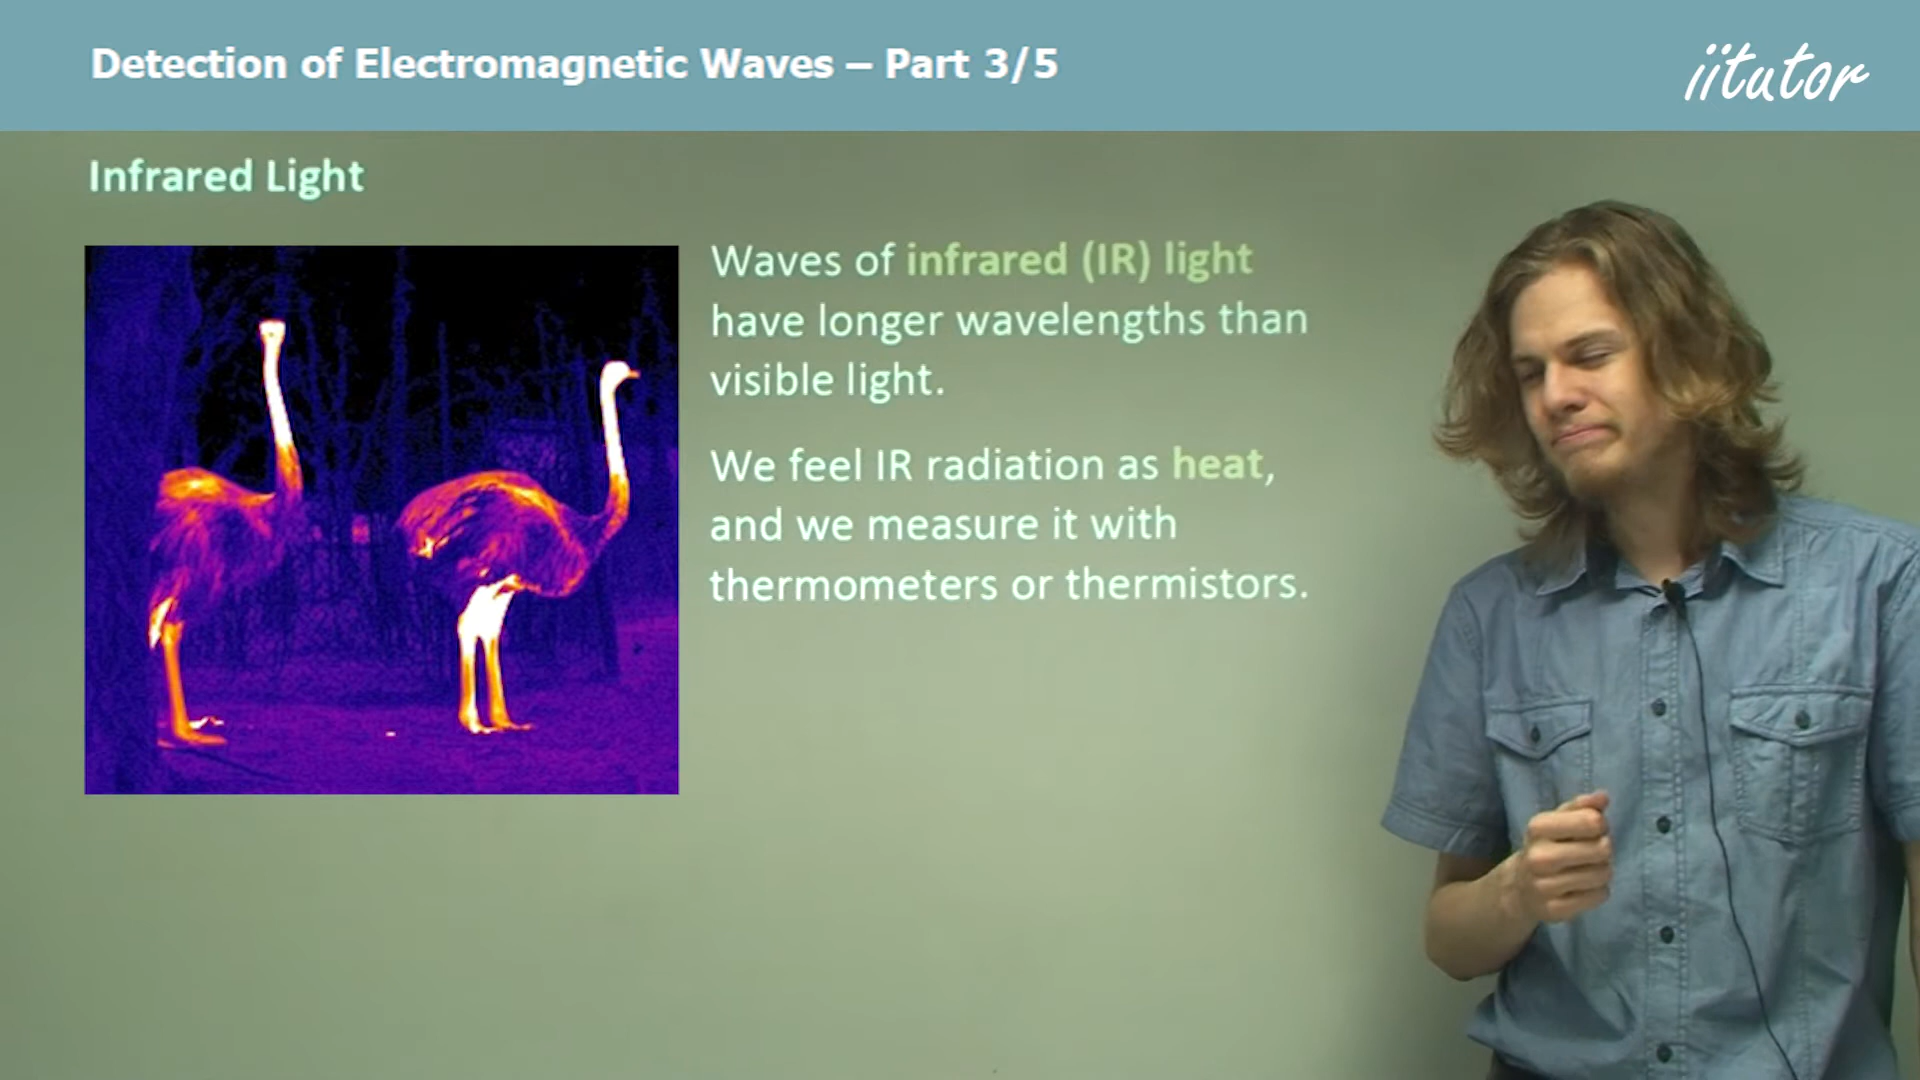 Detection of Electromagnetic Waves – Part 3/5
iitutor
Infrared Light
Waves of infrared (IR) light
have longer wavelengths than
visible light.
We feel IR radiation as heat,
and we measure it with
thermometers or thermistors.